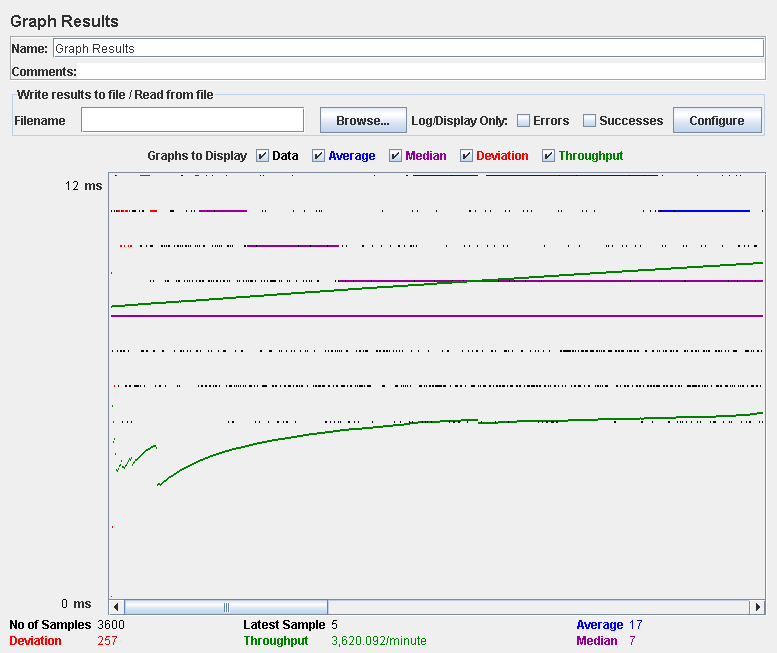 Graph Results
Name: Graph Results
Comments:
Write results to file / Read from file
Filename Browse... Log/Display Only: Errors Successes Configure
Graphs to Display Data Average Median Deviation Throughput
12 ms
0 ms
No of Samples 3600 Latest Sample 5 Average 17
Deviation 257 Throughput 3,620.092/minute Median 7